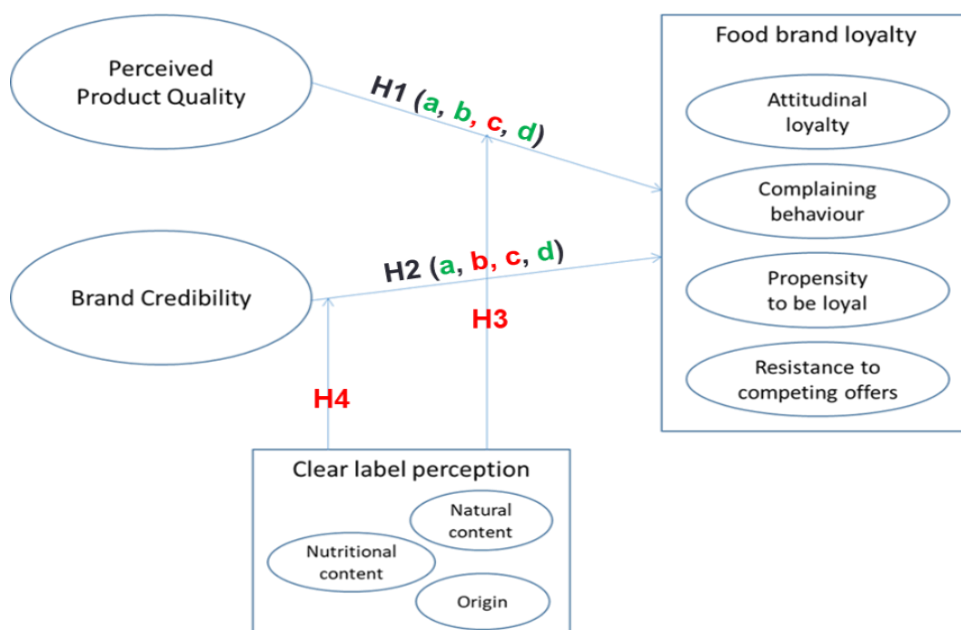 Perceived
Product Quality
H1 (a, b, c, d)
Food brand loyalty
Attitudinal
loyalty
Complaining
behaviour
Brand Credibility
H2 (a, b, c, d)
Propensity
to be loyal
H3
Resistance to
competing offers
H4
Clear label perception
Natural
content
Nutritional
content
Origin